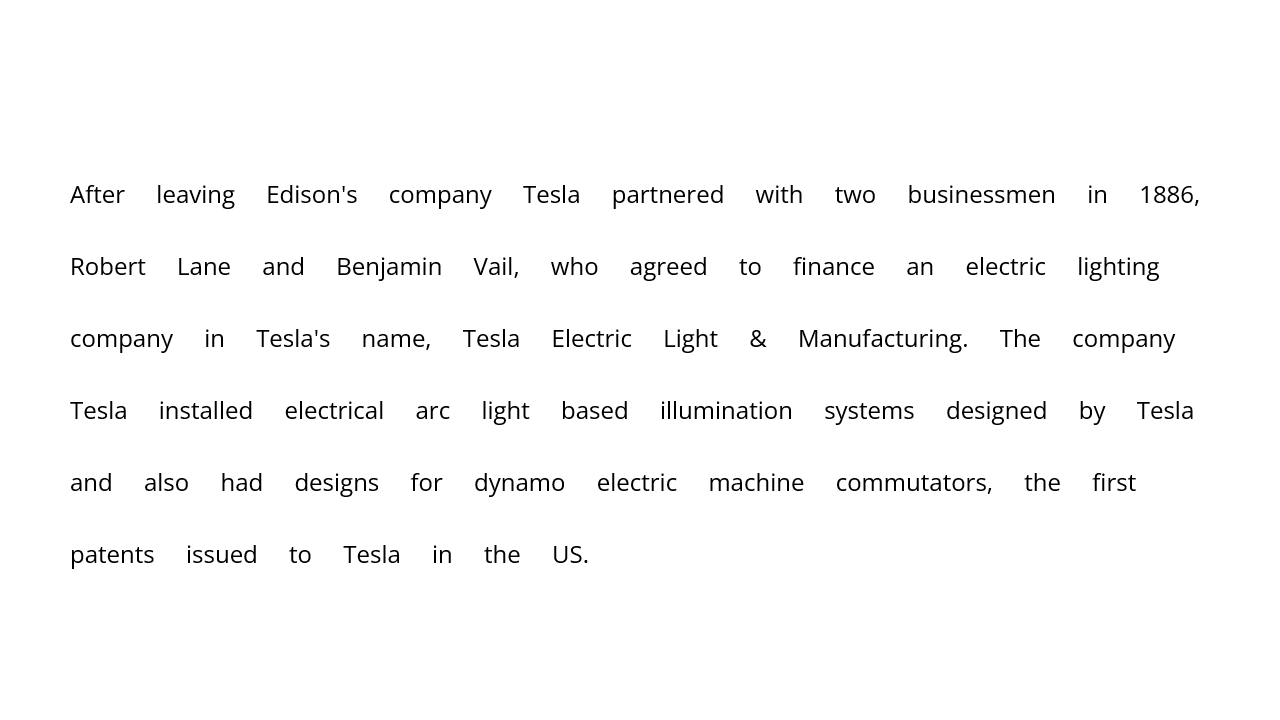 After leaving Edison's company Tesla partnered with two businessmen in 1886,
Robert Lane and Benjamin Vail, who agreed to finance an electric lighting
company in Tesla's name, Tesla Electric Light & Manufacturing. The company
Tesla installed electrical arc light based illumination systems designed by Tesla
and also had designs for dynamo electric machine commutators, the first
patents issued to Tesla in the US.